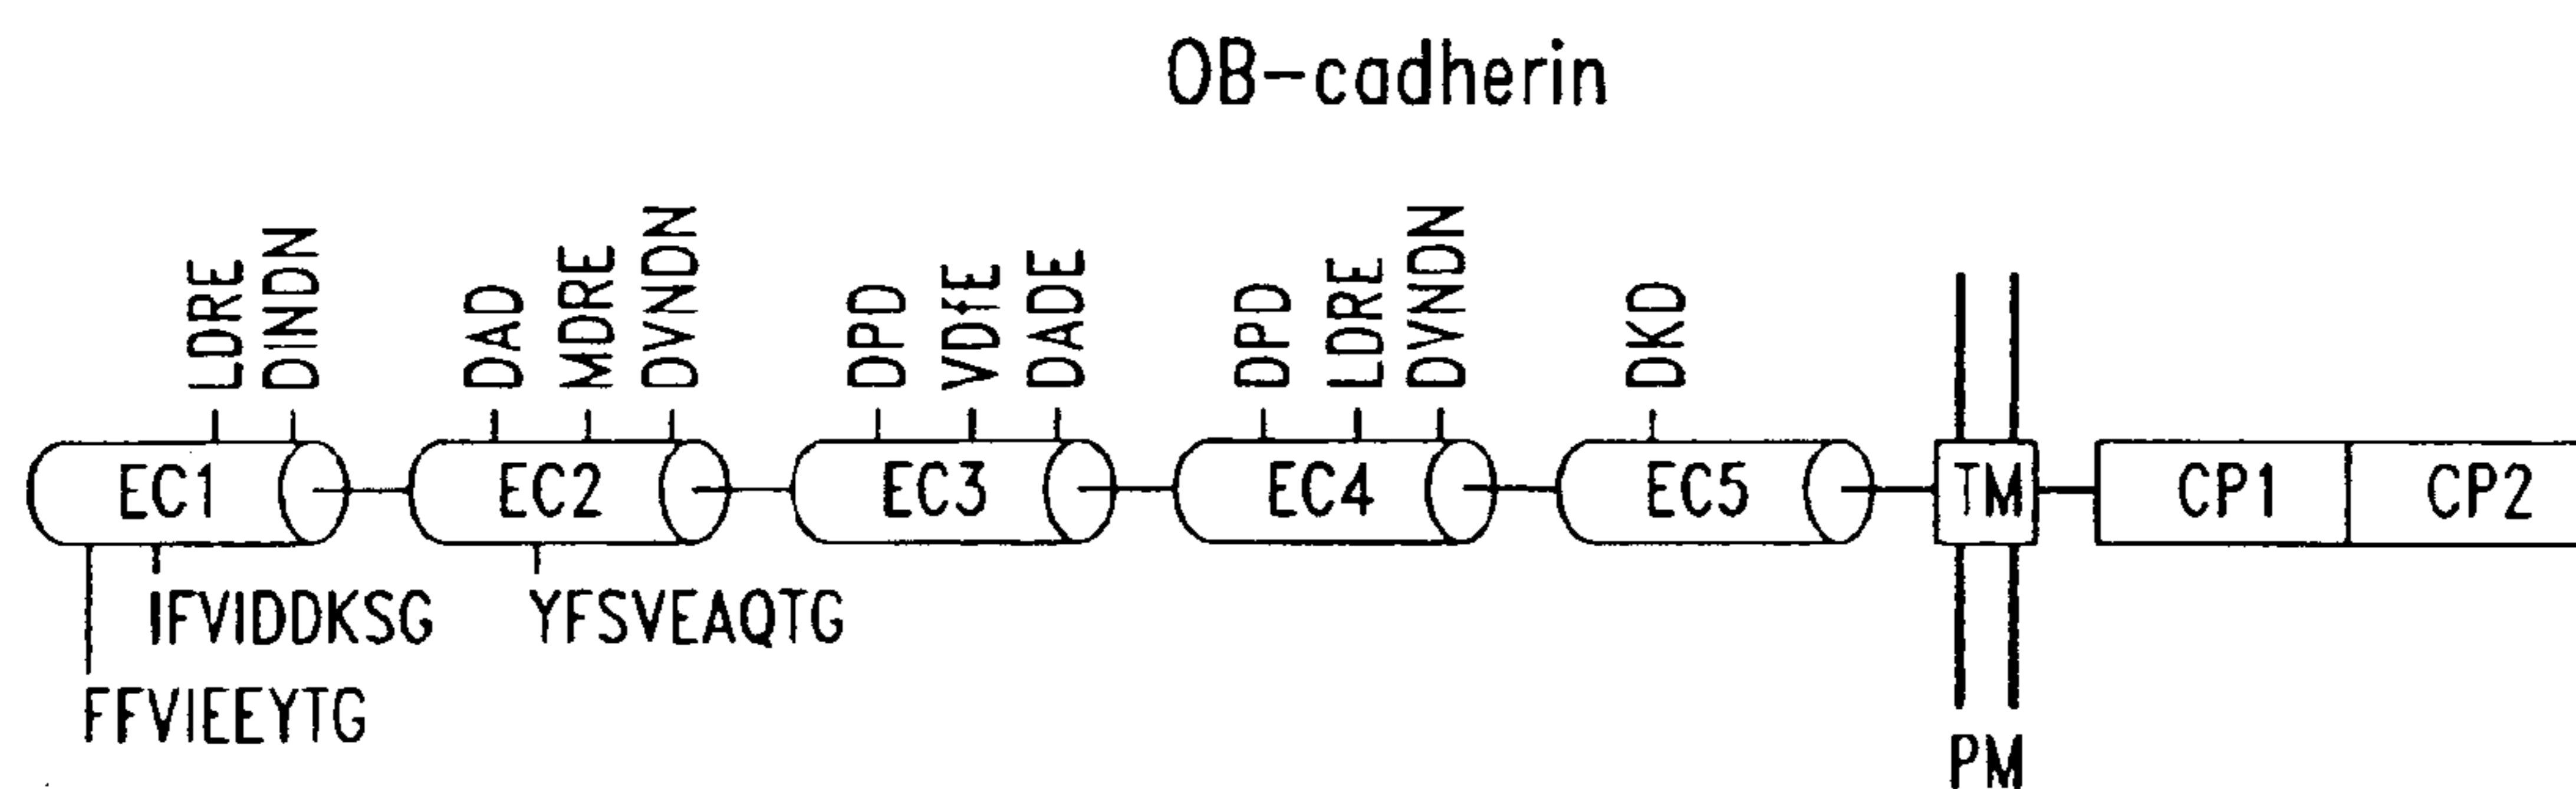 OB-cadherin
LDRE
DINDN
DAD
MDRE
DVNDN
DPD
VDfE
DADE
DPD
LDRE
DVNDN
DKD
EC1
EC2
EC3
EC4
EC5
TM
CP1
CP2
IFVIDDKSG
YFSVEAQTG
FFVIEEYTG
PM